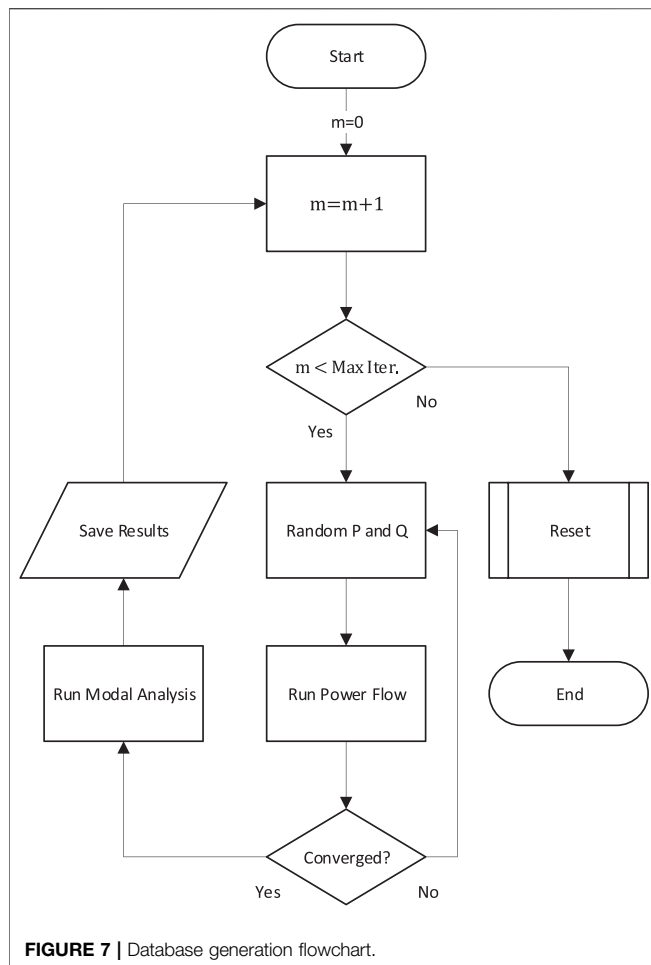 Start
m=0
m=m+1
m < Max Iter.
No
Yes
Save Results
Random P and Q
Reset
Run Modal Analysis
Run Power Flow
End
Converged?
Yes
No
FIGURE 7 | Database generation flowchart.